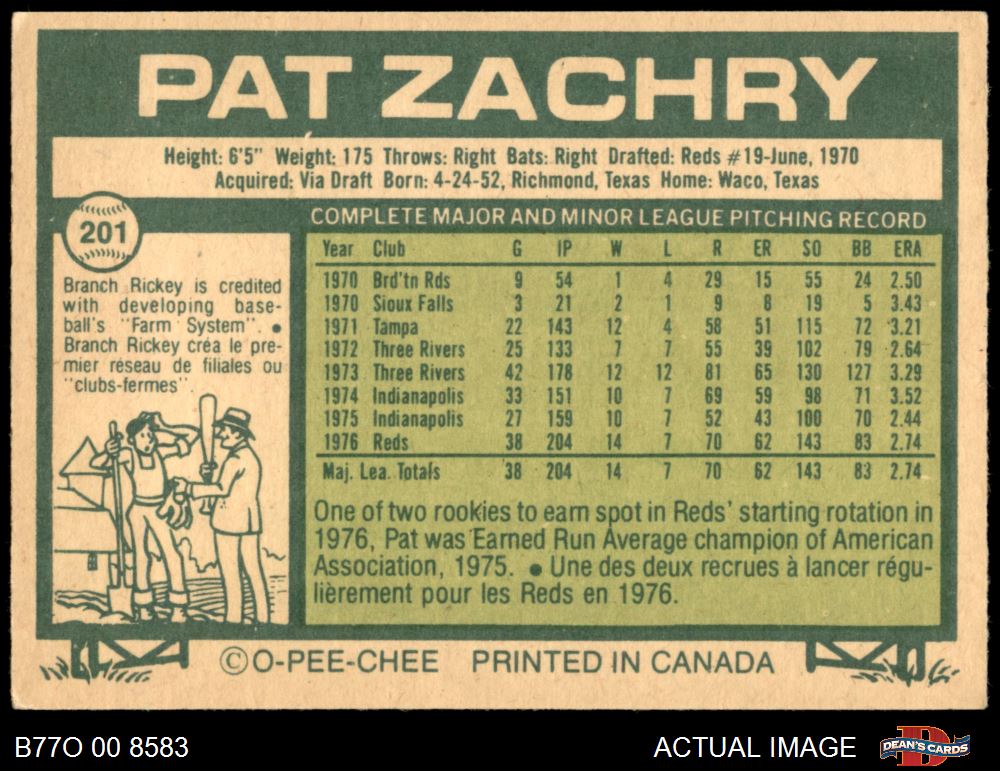 PAT ZACHRY
Height: 6'5" Weight: 175 Throws: Right Bats: Right Drafted: Reds #19-June, 1970
Acquired: Via Draft Born: 4-24-52, Richmond, Texas Home: Waco, Texas
201
Branch Rickey is credited
with developing base-
ball's "Farm System". •
Branch Rickey créa le pre-
mier réseau de filiales ou
"clubs-fermes".
COMPLETE MAJOR AND MINOR LEAGUE PITCHING RECORD
Year Club G IP W L R ER SO BB ERA
1970 Brd'tn Rds 9 54 1 4 29 15 55 24 2.50
1970 Sioux Falls 3 21 2 1 9 8 19 5 3.43
1971 Tampa 22 143 12 4 58 51 115 72 3.21
1972 Three Rivers 25 133 7 7 55 39 102 79 2.64
1973 Three Rivers 42 178 12 12 81 65 130 127 3.29
1974 Indianapolis 33 151 10 7 69 59 98 71 3.52
1975 Indianapolis 27 159 10 7 52 43 100 70 2.44
1976 Reds 38 204 14 7 70 62 143 83 2.74
Maj. Lea. Totals 38 204 14 7 70 62 143 83 2.74
One of two rookies to earn spot in Reds' starting rotation in
1976, Pat was Earned Run Average champion of American
Association, 1975. • Une des deux recrues à lancer régu-
lièrement pour les Reds en 1976.
© O-PEE-CHEE PRINTED IN CANADA
B77O 00 8583
ACTUAL IMAGE
DEAN'S CARDS